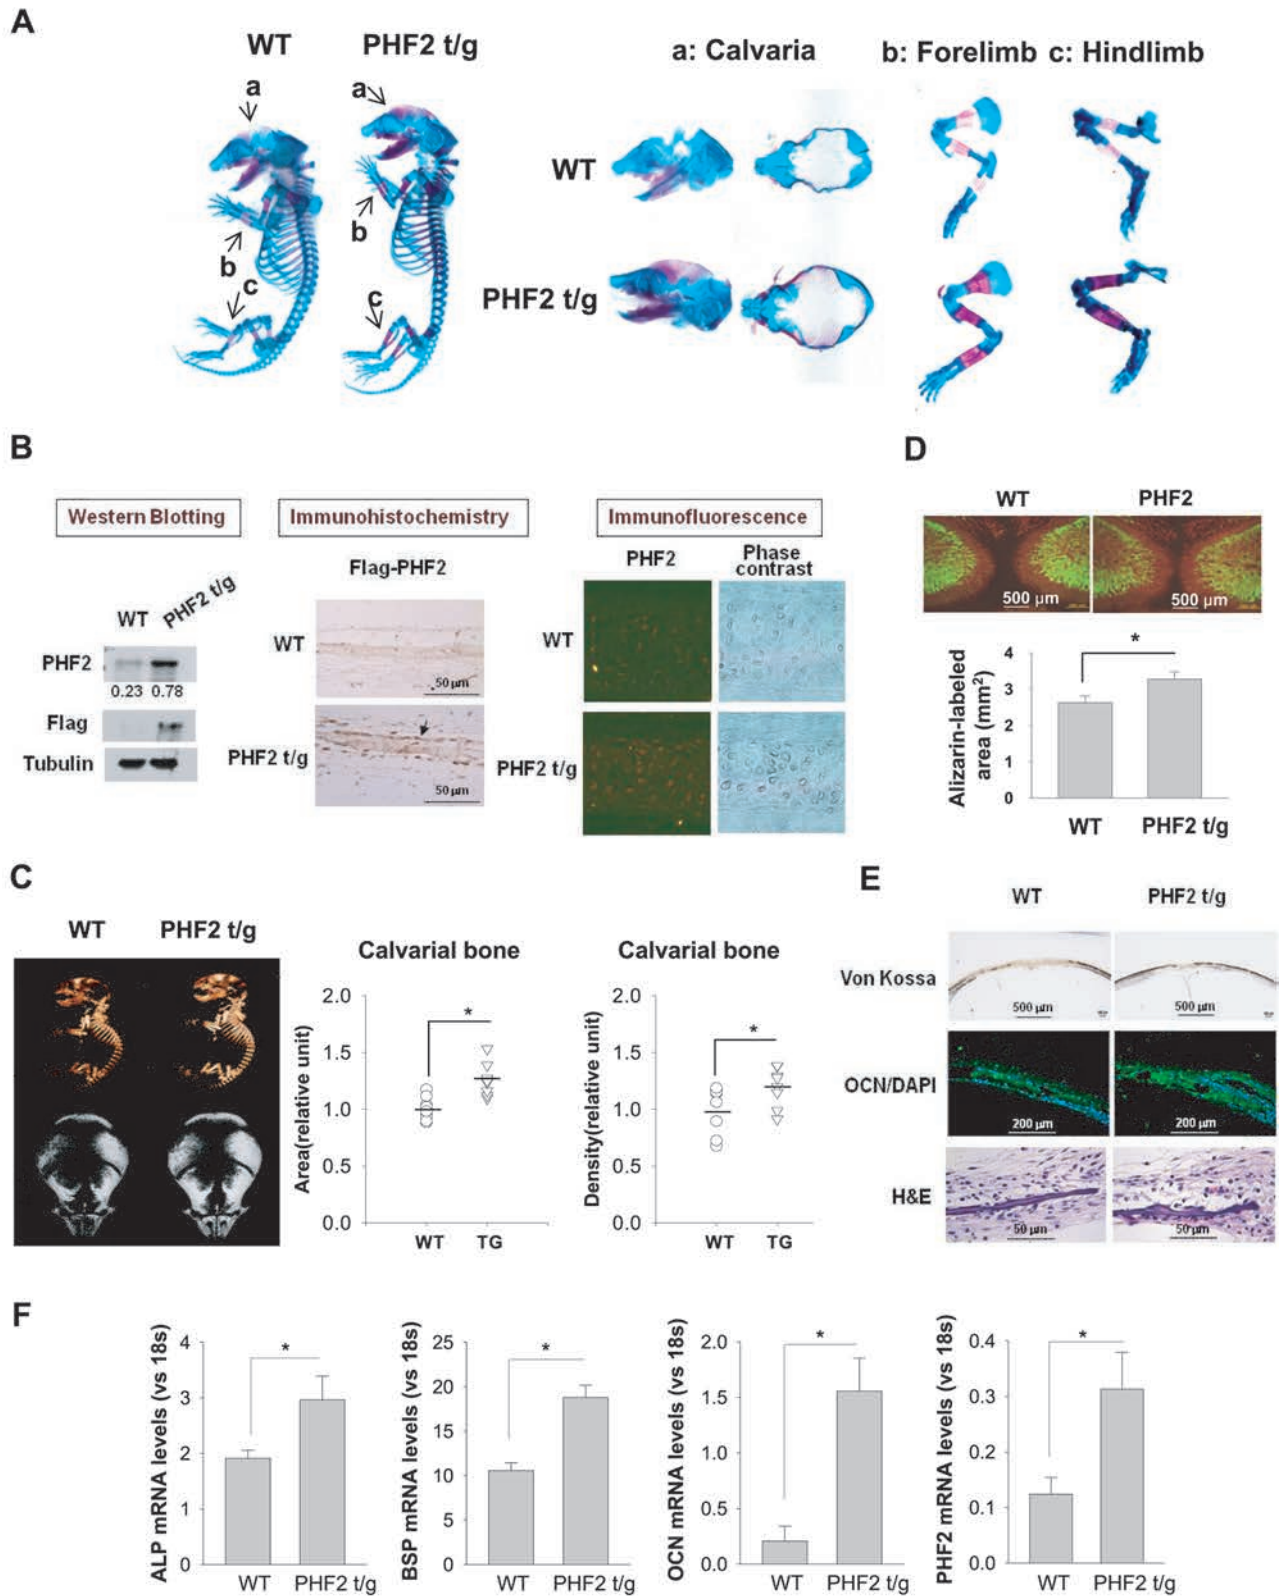 A
WT
PHF2 t/g
a
b
c
a
b
c
a: Calvaria
b: Forelimb
c: Hindlimb
WT
PHF2 t/g
B
Western Blotting
WT
PHF2 t/g
PHF2
0.23
0.78
Flag
Tubulin
Immunohistochemistry
Flag-PHF2
WT
50 µm
PHF2 t/g
50 µm
Immunofluorescence
PHF2
Phase
contrast
WT
PHF2 t/g
D
WT
PHF2
500 µm
500 µm
Alizarin-labeled
area (mm²)
4
3
2
1
0
*
WT
PHF2 t/g
C
WT
PHF2 t/g
Calvarial bone
Area(relative unit)
2.0
1.5
1.0
0.5
0.0
*
WT
TG
Calvarial bone
Density(relative unit)
2.0
1.5
1.0
0.5
0.0
*
WT
TG
E
WT
PHF2 t/g
Von Kossa
500 µm
500 µm
OCN/DAPI
200 µm
200 µm
H&E
50 µm
50 µm
F
ALP mRNA levels (vs 18s)
4
3
2
1
0
*
WT
PHF2 t/g
BSP mRNA levels (vs 18s)
25
20
15
10
5
0
*
WT
PHF2 t/g
OCN mRNA levels (vs 18s)
2.0
1.5
1.0
0.5
0.0
*
WT
PHF2 t/g
PHF2 mRNA levels (vs 18s)
0.4
0.3
0.2
0.1
0.0
*
WT
PHF2 t/g